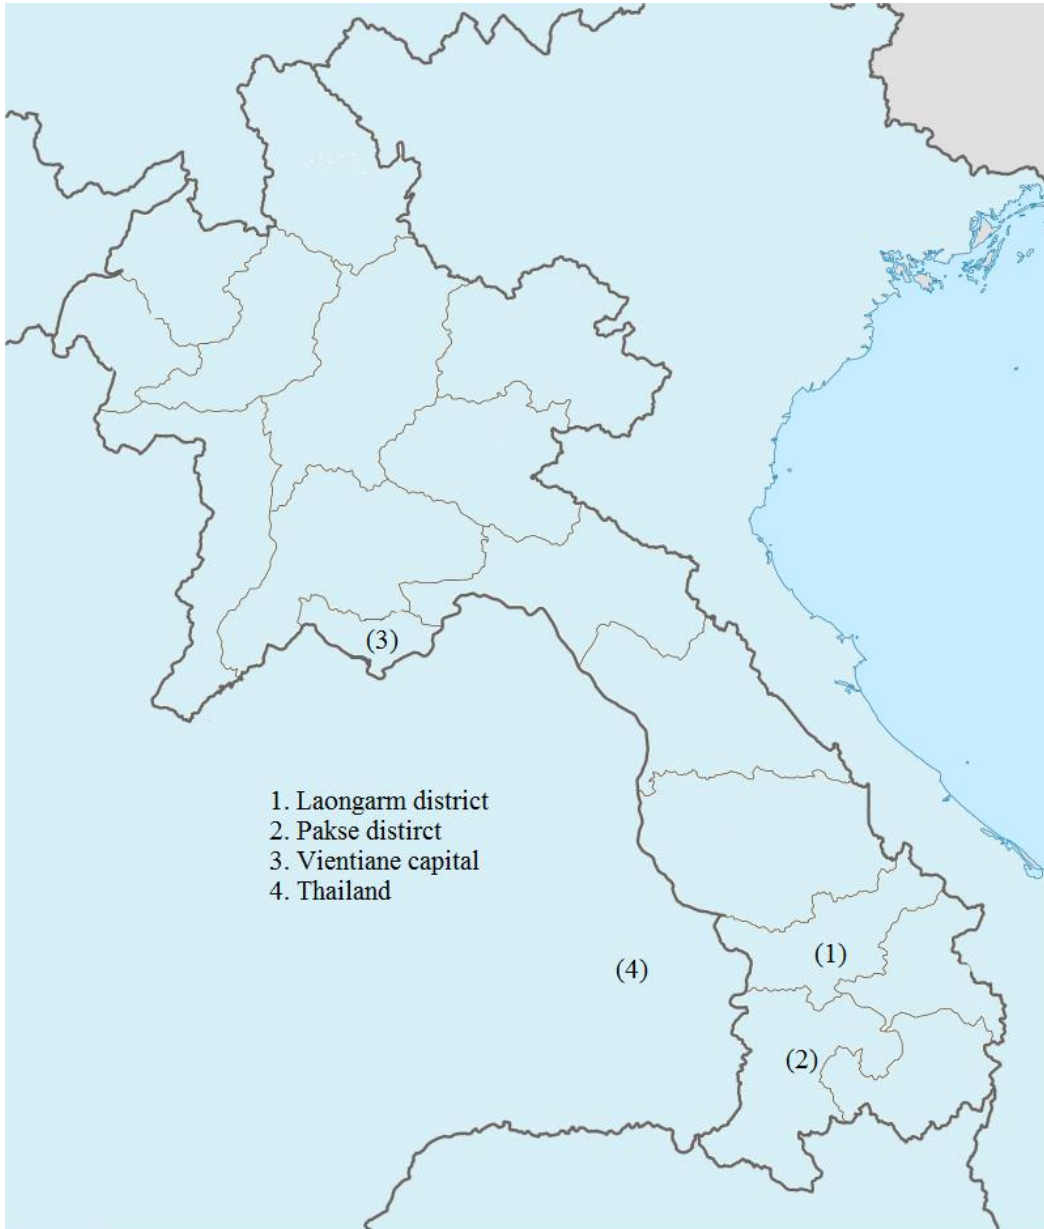 (3)
1. Laongarm district
2. Pakse distirct
3. Vientiane capital
4. Thailand
(1)
(4)
(2)